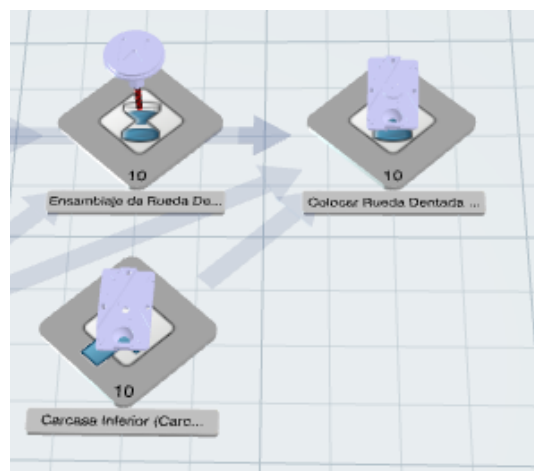 10
Ensamblaje de Rueda De...
10
Colocar Rueda Dentada ...
10
Carcasa Inferior (Carc...